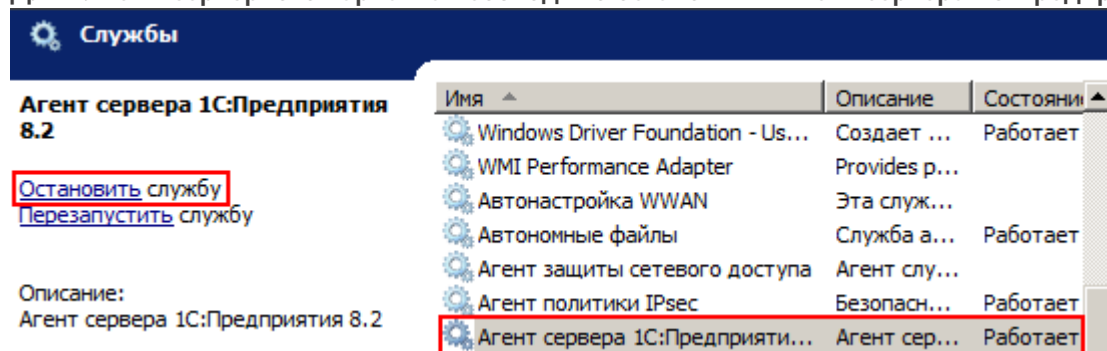 Службы
Агент сервера 1С:Предприятия
8.2
Остановить службу
Перезапустить службу
Описание:
Агент сервера 1С:Предприятия 8.2
Имя Описание Состояни
Windows Driver Foundation - Us... Создает ... Работает
WMI Performance Adapter Provides p...
Автонастройка WWAN Эта служ...
Автономные файлы Служба а... Работает
Агент защиты сетевого доступа Агент слу...
Агент политики IPsec Безопасн... Работает
Агент сервера 1С:Предприяти... Агент сер... Работает